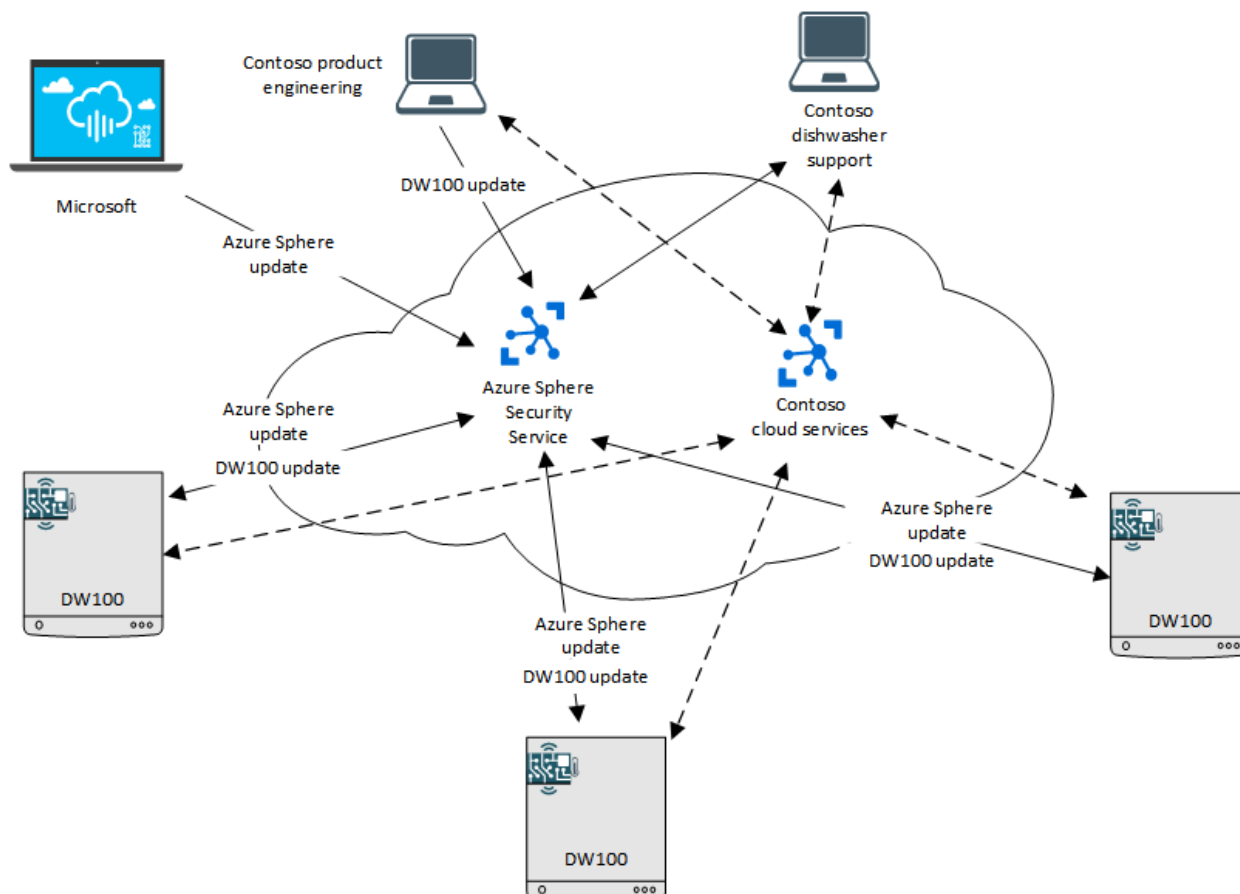 Contoso product
engineering
Microsoft
Contoso
dishwasher
support
DW100 update
Azure Sphere
update
Azure Sphere
Security
Service
Contoso
cloud services
Azure Sphere
update
DW100 update
DW100
Azure Sphere
update
DW100 update
DW100
Azure Sphere
update
DW100 update
DW100